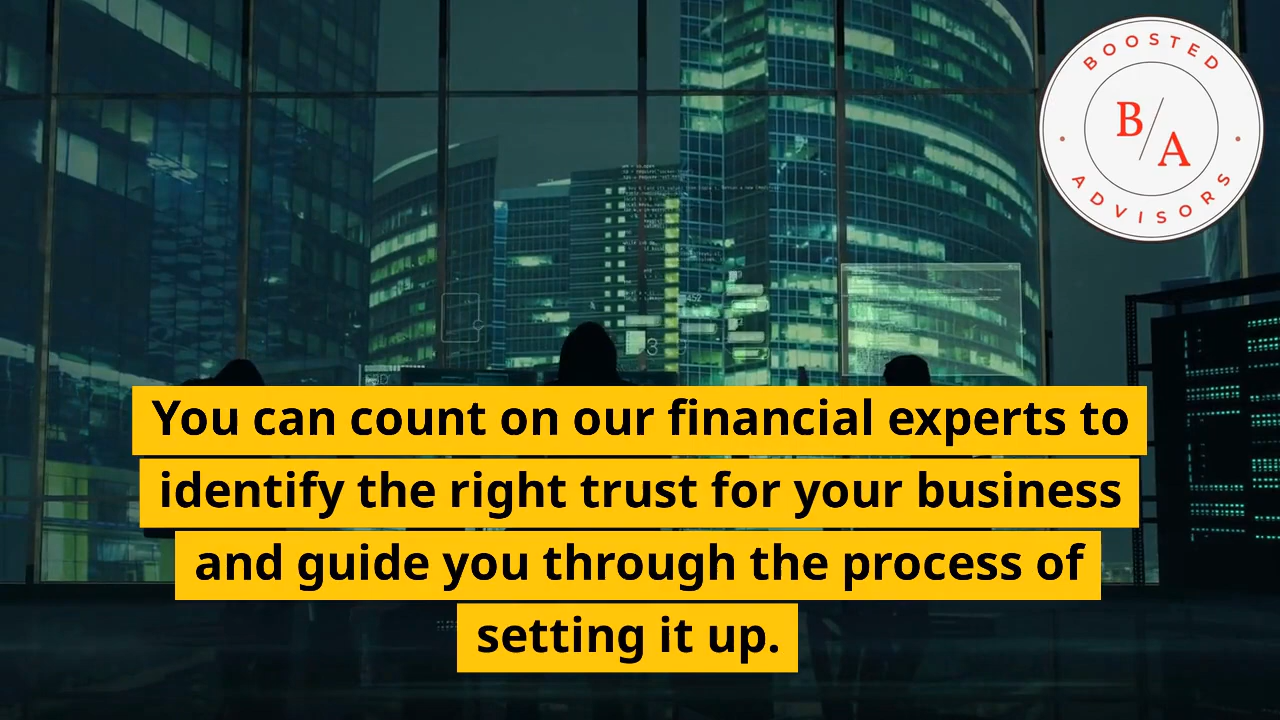 BOOSTED
B/A
ADVISORS
You can count on our financial experts to
identify the right trust for your business
and guide you through the process of
setting it up.